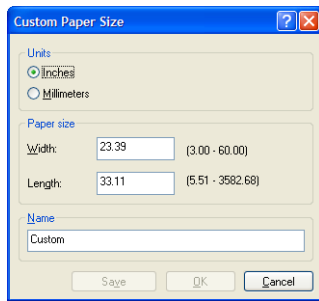 Custom Paper Size
Units
Inches
Millimeters
Paper size
Width: 23.39 (3.00 - 60.00)
Length: 33.11 (5.51 - 3582.68)
Name
Custom
Save OK Cancel